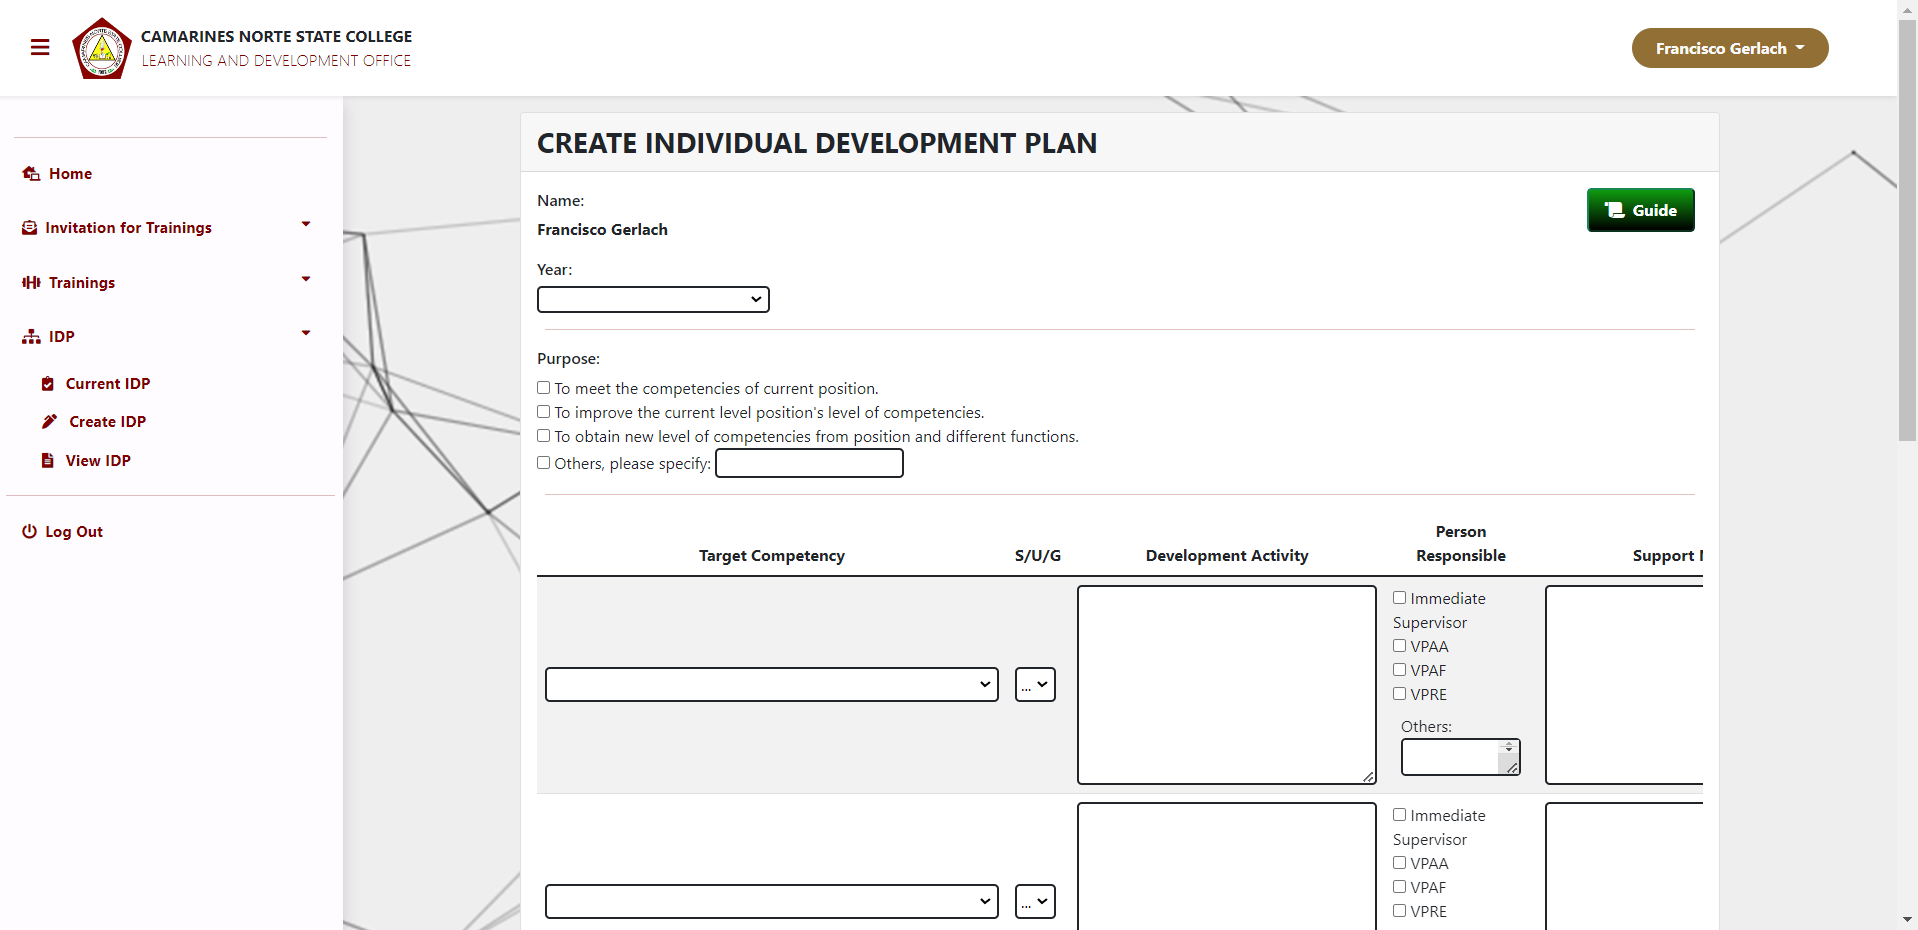 CAMARINES NORTE STATE COLLEGE
LEARNING AND DEVELOPMENT OFFICE
Francisco Gerlach
Home
Invitation for Trainings
Trainings
IDP
Current IDP
Create IDP
View IDP
Log Out
CREATE INDIVIDUAL DEVELOPMENT PLAN
Name:
Francisco Gerlach
Guide
Year:
Purpose:
To meet the competencies of current position.
To improve the current level position's level of competencies.
To obtain new level of competencies from position and different functions.
Others, please specify:
Target Competency
S/U/G
Development Activity
Person
Responsible
Support
...
Immediate
Supervisor
VPAA
VPAF
VPRE
Others:
...
Immediate
Supervisor
VPAA
VPAF
VPRE